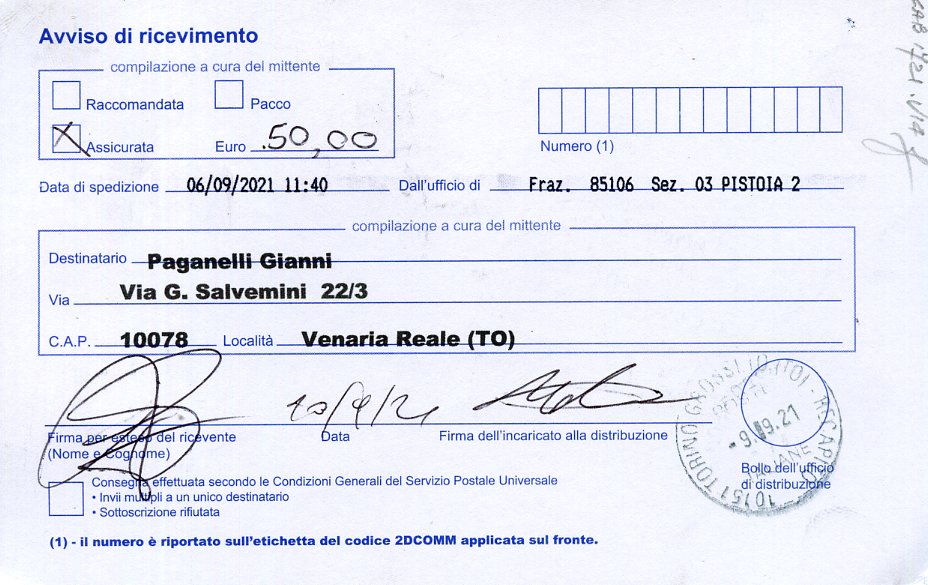 Avviso di ricevimento
compilazione a cura del mittente
Raccomandata Pacco
X Assicurata Euro 50,00
Numero (1)
Data di spedizione 06/09/2021 11:40 Dall'ufficio di Fraz. 85106 Sez. 03 PISTOIA 2
compilazione a cura del mittente
Destinatario Paganelli Gianni
Via Via G. Salvemini 22/3
C.A.P. 10078 Località Venaria Reale (TO)
10/9/21
Firma per esteso del ricevente Data Firma dell'incaricato alla distribuzione
(Nome e Cognome)
-9.09.21
10151 TORINO
Bollo dell'ufficio
di distribuzione
Consegna effettuata secondo le Condizioni Generali del Servizio Postale Universale
• Invii multipli a un unico destinatario
• Sottoscrizione rifiutata
(1) - il numero è riportato sull'etichetta del codice 2DCOMM applicata sul fronte.